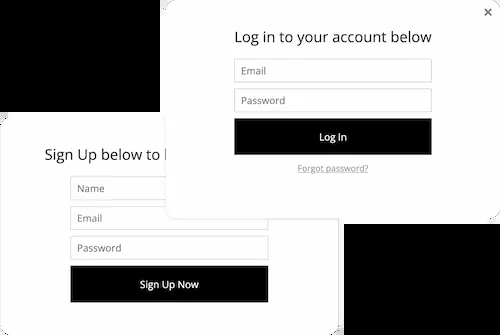 Log in to your account below
Email
Password
Log In
Forgot password?
Sign Up below to
Name
Email
Password
Sign Up Now